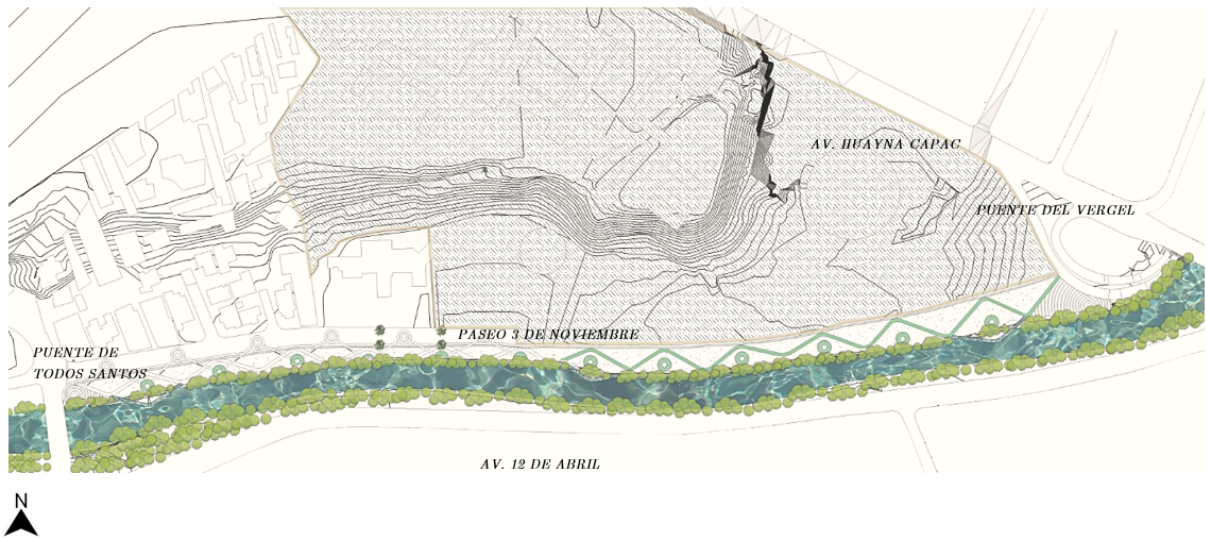 AV. HUAYNA CAPAC
PUENTE DEL VERGEL
PASEO 3 DE NOVIEMBRE
PUENTE DE
TODOS SANTOS
AV. 12 DE ABRIL
N